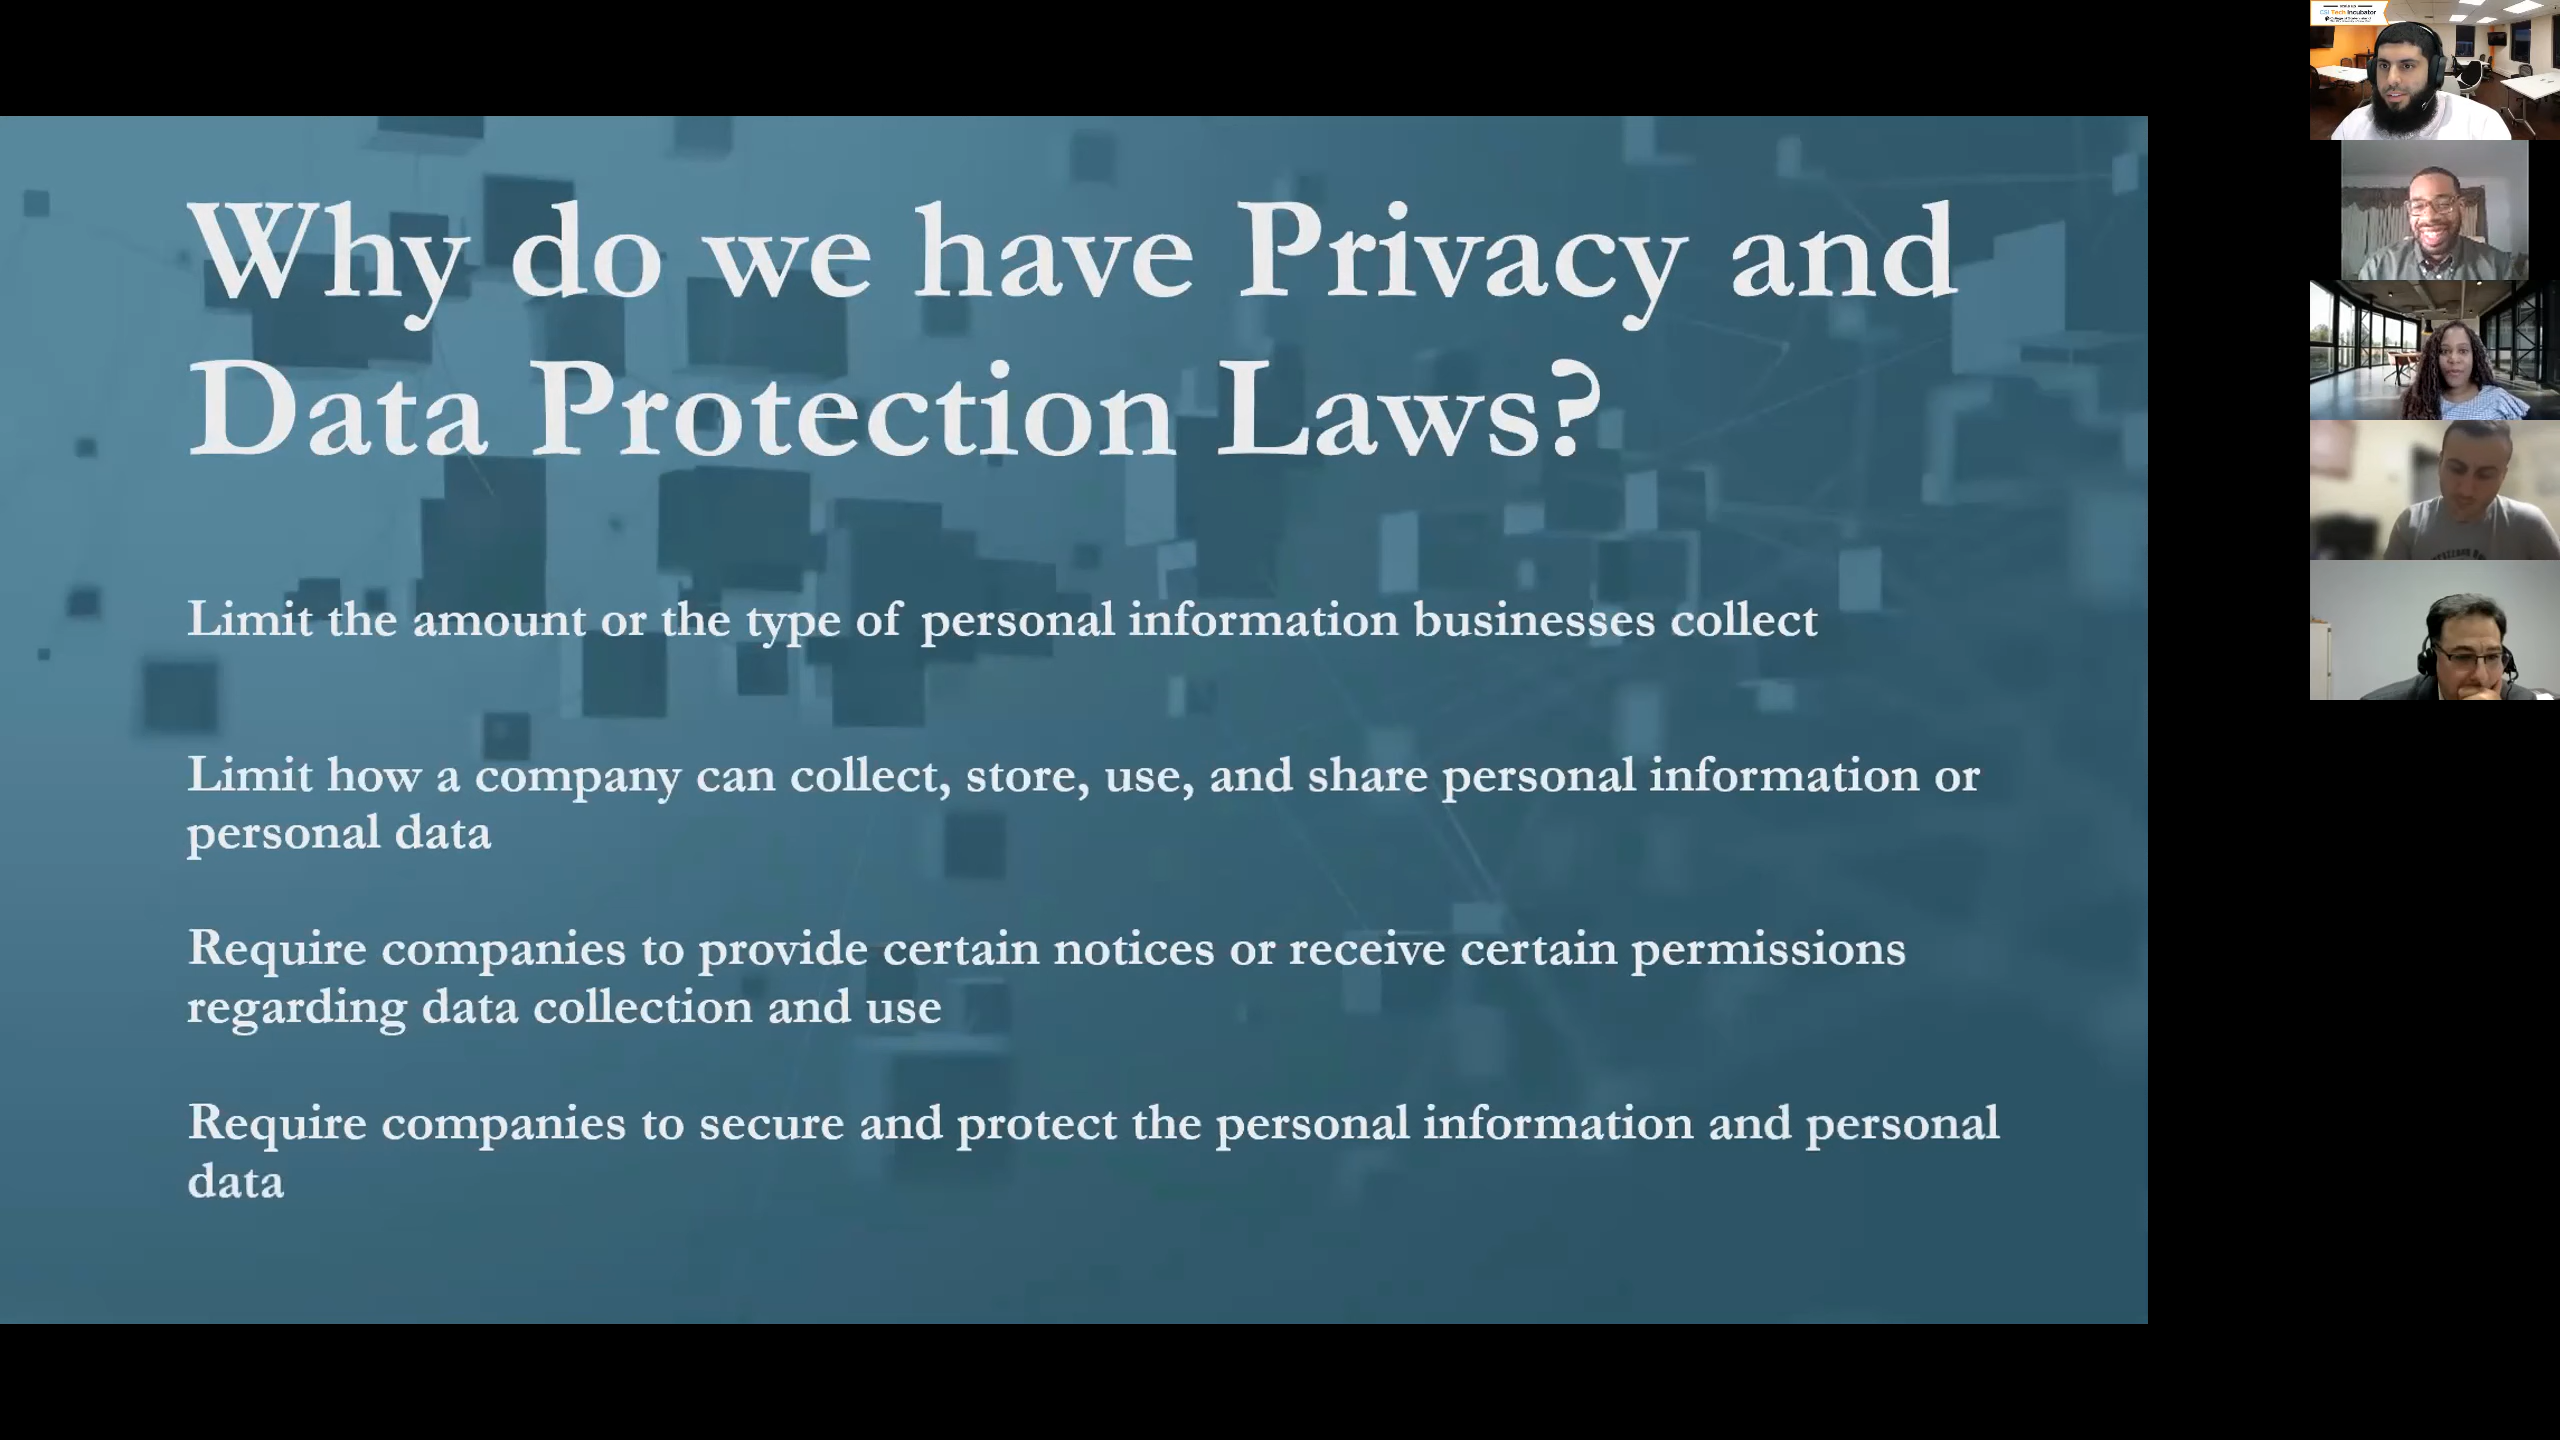 Why do we have Privacy and
Data Protection Laws?
Limit the amount or the type of personal information businesses collect
Limit how a company can collect, store, use, and share personal information or
personal data
Require companies to provide certain notices or receive certain permissions
regarding data collection and use
Require companies to secure and protect the personal information and personal
data
CSI Tech Incubator